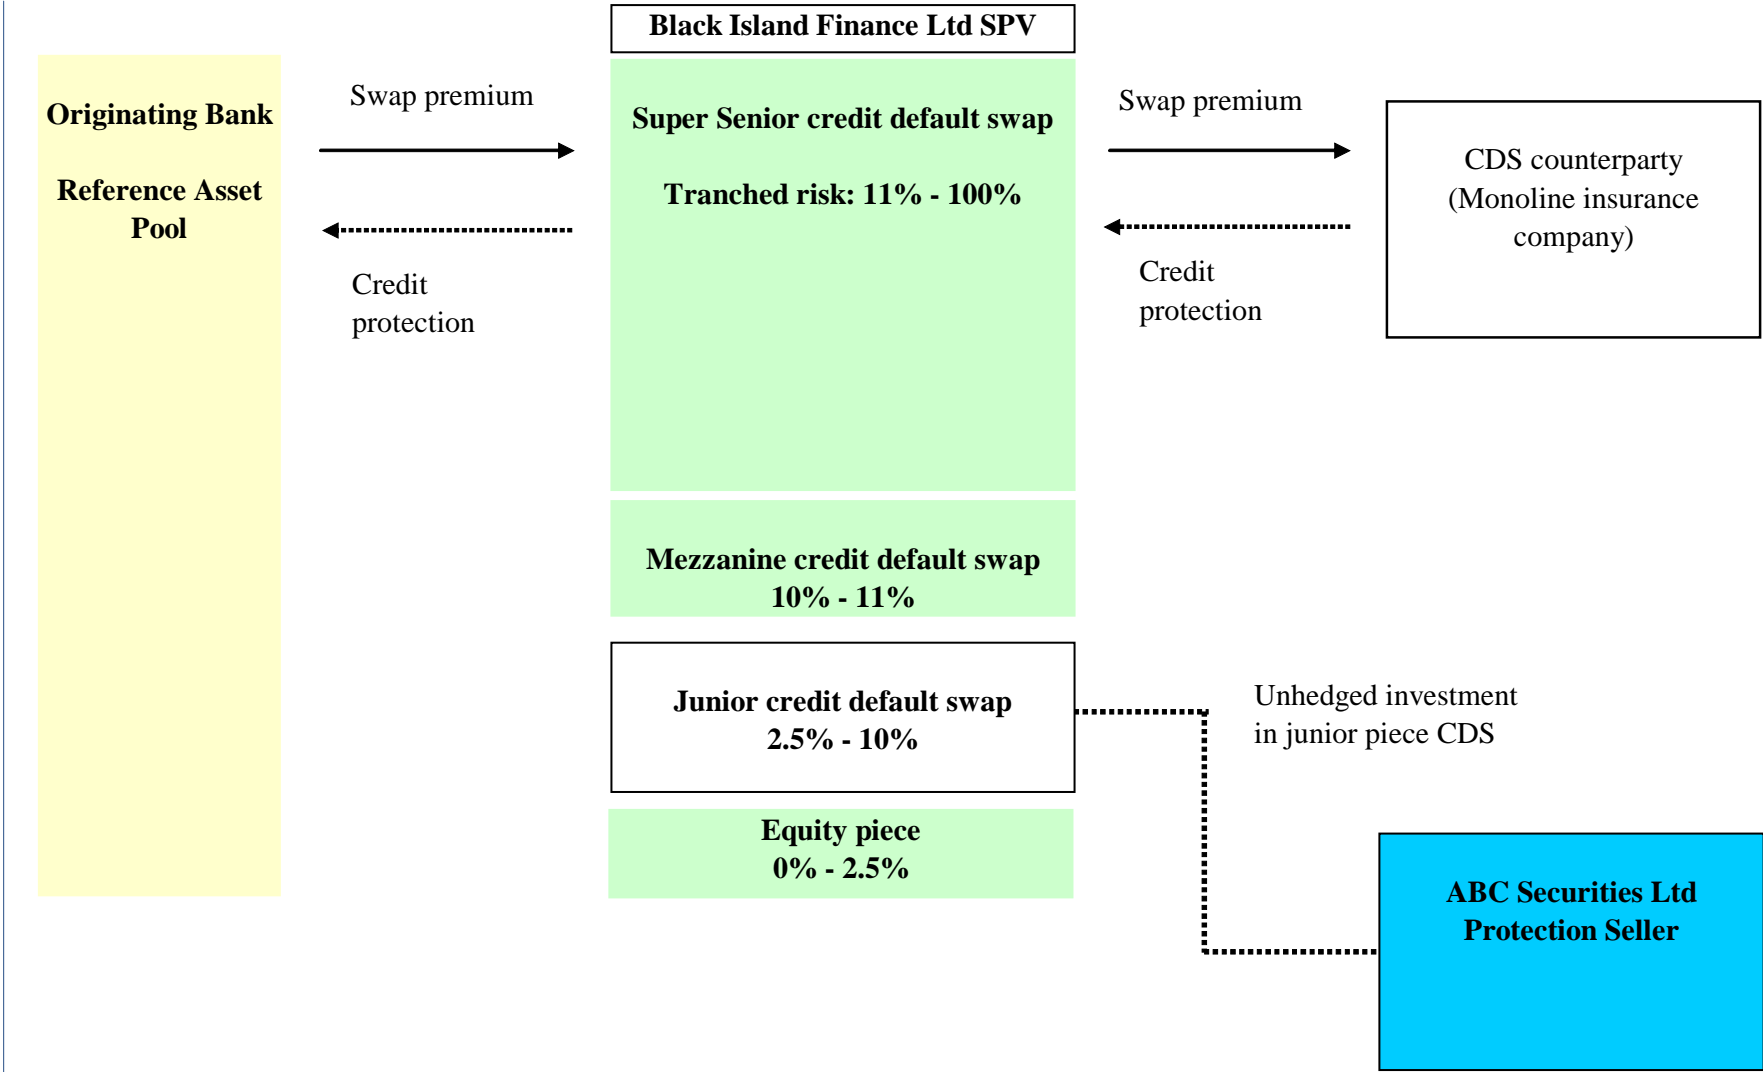 Black Island Finance Ltd SPV
Originating Bank
Reference Asset
Pool
Swap premium
Credit
protection
Super Senior credit default swap
Tranched risk: 11% - 100%
Swap premium
Credit
protection
CDS counterparty
(Monoline insurance
company)
Mezzanine credit default swap
10% - 11%
Junior credit default swap
2.5% - 10%
Unhedged investment
in junior piece CDS
Equity piece
0% - 2.5%
ABC Securities Ltd
Protection Seller